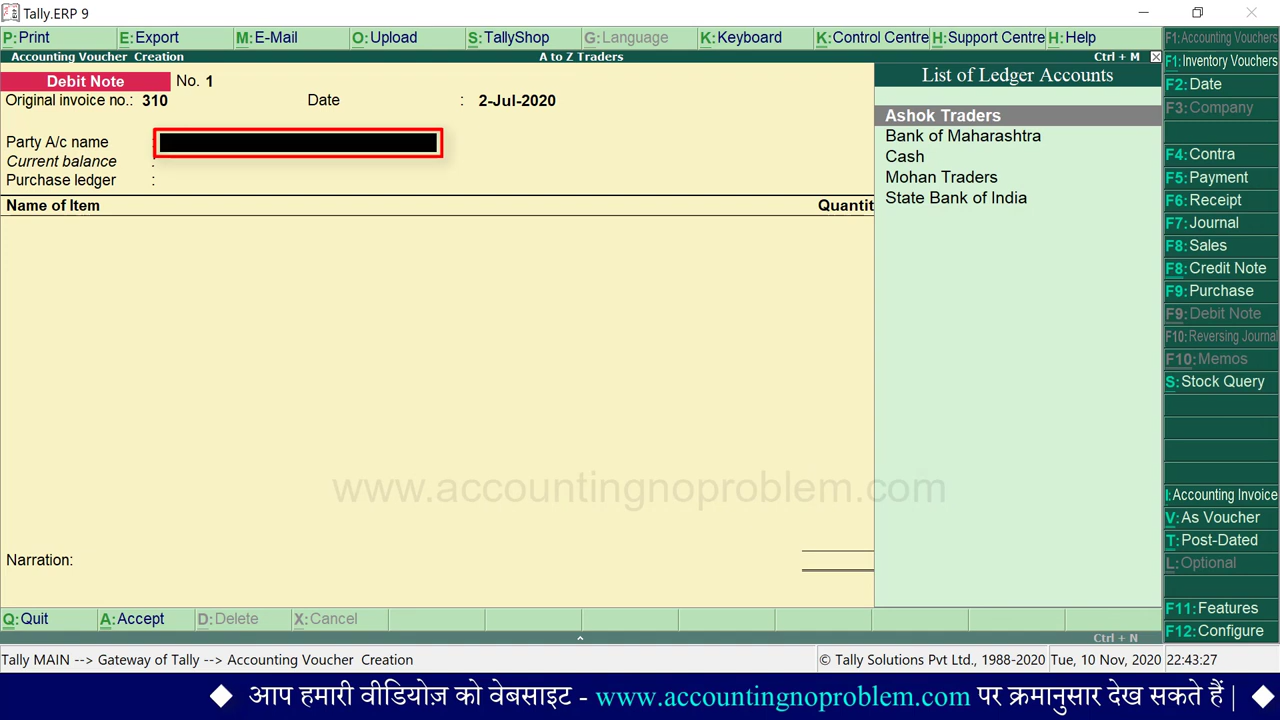 Tally.ERP 9
P: Print E: Export M: E-Mail O: Upload S: TallyShop G: Language K: Keyboard K: Control Centre H: Support Centre H: Help
Accounting Voucher Creation A to Z Traders Ctrl + M
Debit Note No. 1
Original invoice no.: 310 Date : 2-Jul-2020
Party A/c name :
Current balance :
Purchase ledger :
Name of Item Quantit
www.accountingnoproblem.com
Narration:
List of Ledger Accounts
Ashok Traders
Bank of Maharashtra
Cash
Mohan Traders
State Bank of India
F1: Accounting Vouchers
F1: Inventory Vouchers
F2: Date
F3: Company
F4: Contra
F5: Payment
F6: Receipt
F7: Journal
F8: Sales
F8: Credit Note
F9: Purchase
F9: Debit Note
F10: Reversing Journal
F10: Memos
S: Stock Query
I: Accounting Invoice
V: As Voucher
T: Post-Dated
L: Optional
F11: Features
F12: Configure
Q: Quit A: Accept D: Delete X: Cancel
Ctrl + N
Tally MAIN --> Gateway of Tally --> Accounting Voucher Creation © Tally Solutions Pvt Ltd., 1988-2020 Tue, 10 Nov, 2020 22:43:27
आप हमारी वीडियोज़ को वेबसाइट - www.accountingnoproblem.com पर क्रमानुसार देख सकते हैं |